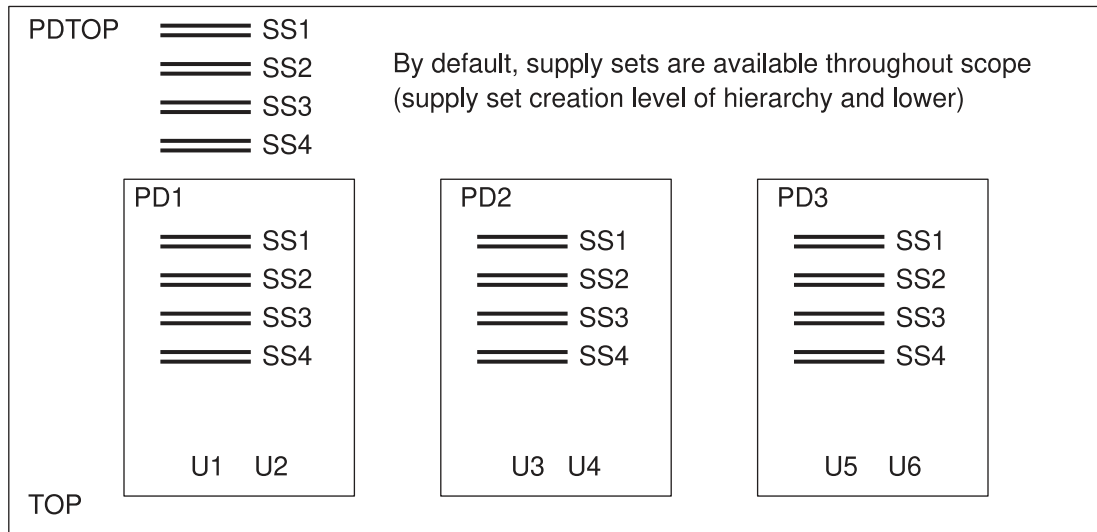 PDTOP
SS1
SS2
SS3
SS4
By default, supply sets are available throughout scope
(supply set creation level of hierarchy and lower)
PD1
SS1
SS2
SS3
SS4
U1 U2
PD2
SS1
SS2
SS3
SS4
U3 U4
PD3
SS1
SS2
SS3
SS4
U5 U6
TOP